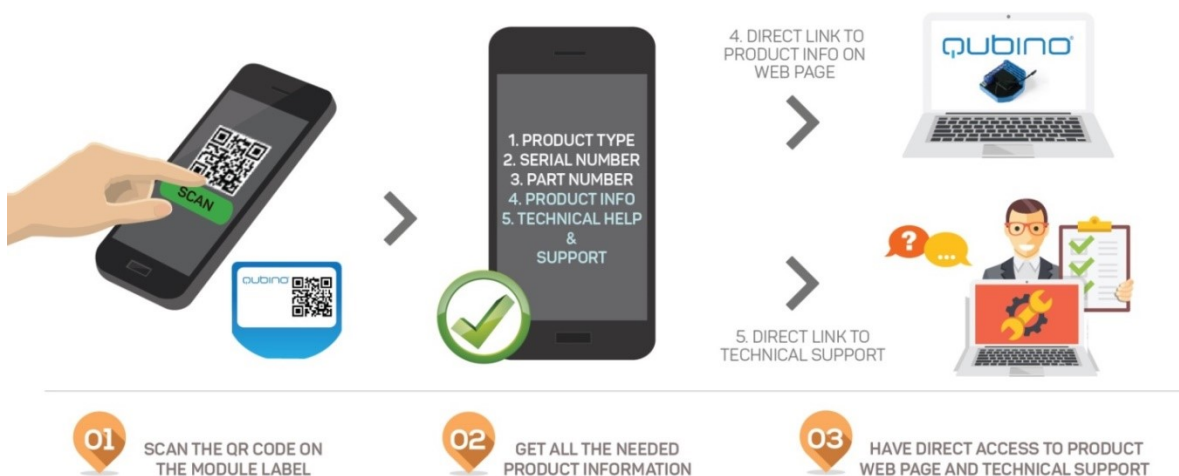 SCAN
QUBINO
1. PRODUCT TYPE
2. SERIAL NUMBER
3. PART NUMBER
4. PRODUCT INFO
5. TECHNICAL HELP
&
SUPPORT
4. DIRECT LINK TO
PRODUCT INFO ON
WEB PAGE
QUBINO®
?
...
5. DIRECT LINK TO
TECHNICAL SUPPORT
01
SCAN THE QR CODE ON
THE MODULE LABEL
02
GET ALL THE NEEDED
PRODUCT INFORMATION
03
HAVE DIRECT ACCESS TO PRODUCT
WEB PAGE AND TECHNICAL SUPPORT